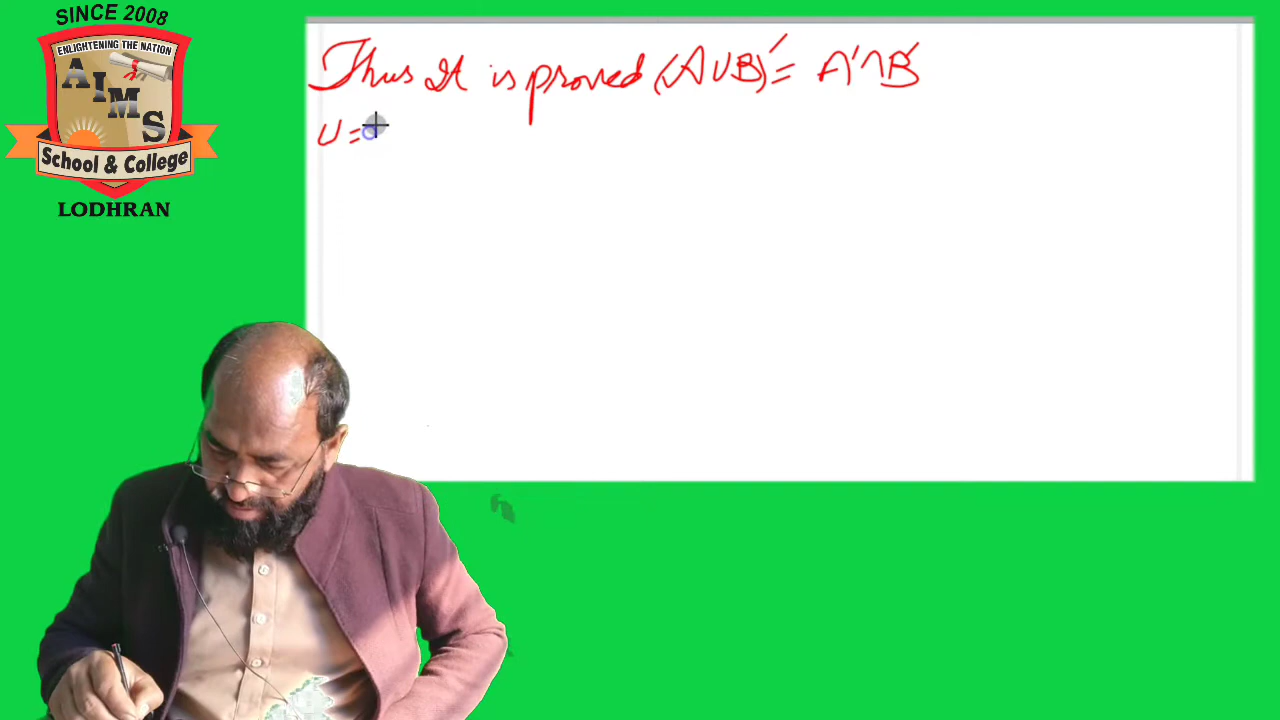 SINCE 2008
ENLIGHTENING THE NATION
AIMS
School & College
LODHRAN
Thus It is proved (A∪B)′ = A′∩B′
U =